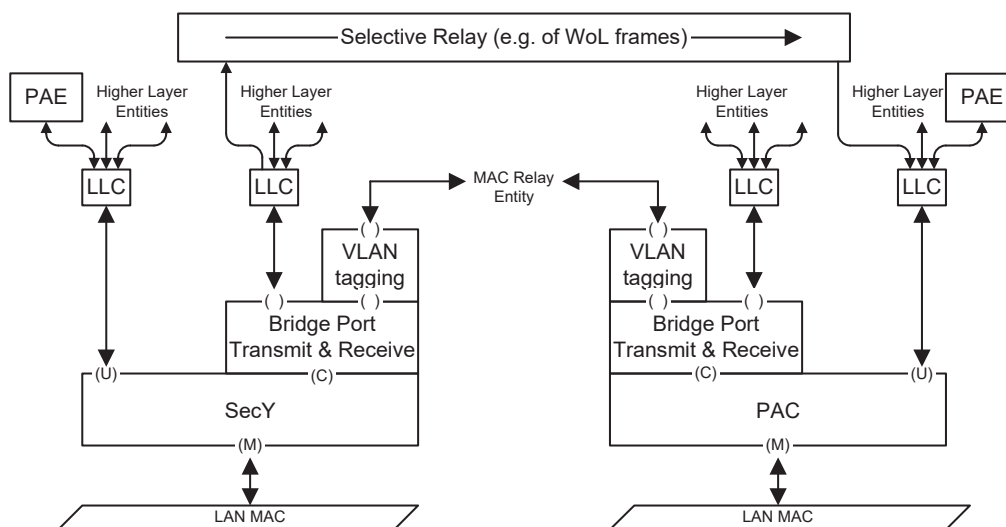 Selective Relay (e.g. of WoL frames)
PAE
Higher Layer
Entities
Higher Layer
Entities
Higher Layer
Entities
Higher Layer
Entities
PAE
LLC
LLC
MAC Relay
Entity
LLC
LLC
( )
( )
VLAN
tagging
VLAN
tagging
( )
( )
( )
( )
Bridge Port
Transmit & Receive
Bridge Port
Transmit & Receive
(U)
(C)
(C)
(U)
SecY
PAC
(M)
(M)
LAN MAC
LAN MAC